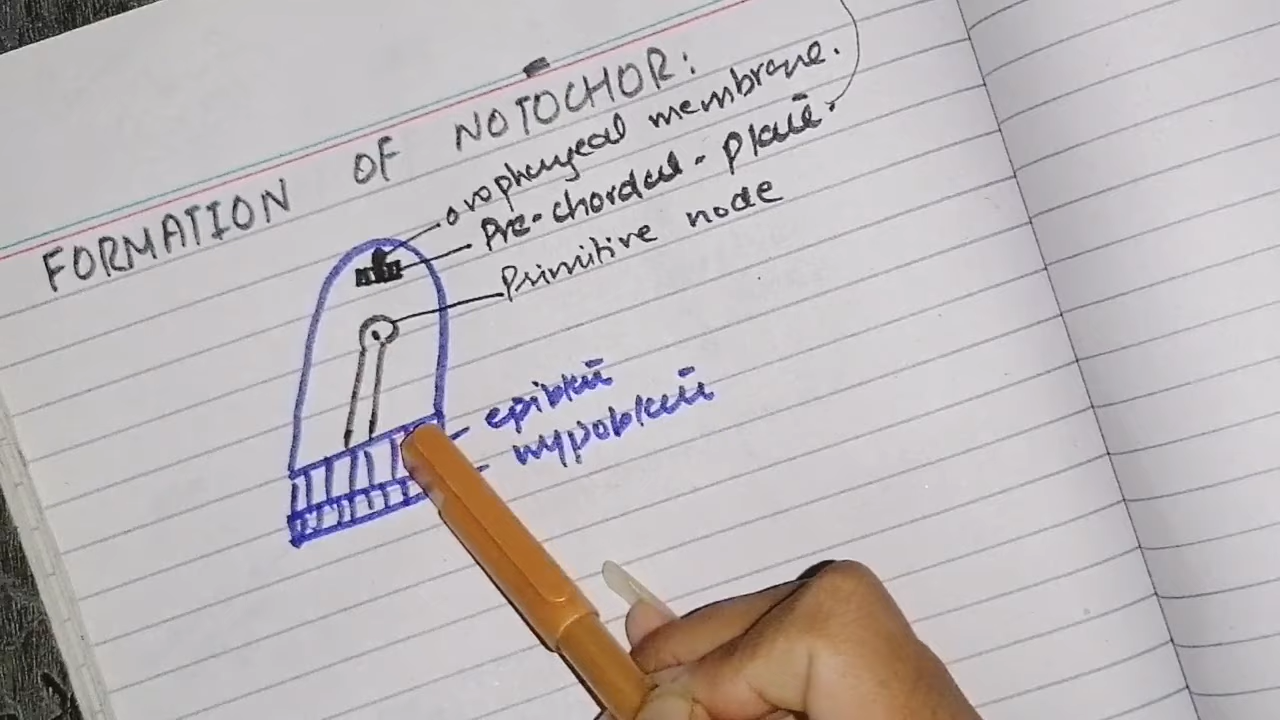 FORMATION OF NOTOCHOR:
oropharyngeal membrane.
Pre-chordal-plate.
Primitive node
epiblast
hypoblast